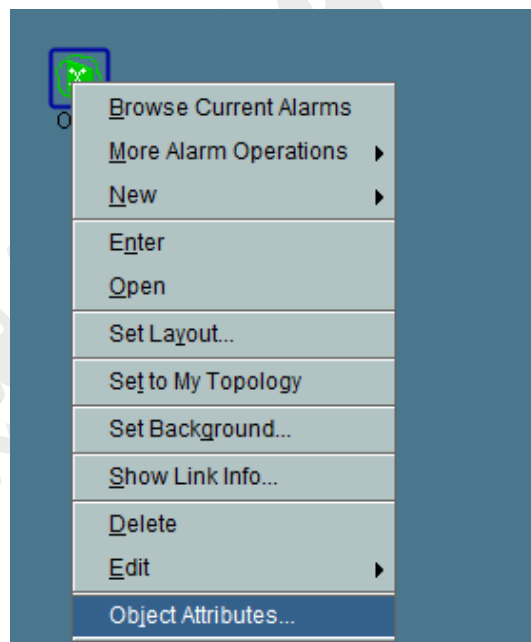 O
Browse Current Alarms
More Alarm Operations
New
Enter
Open
Set Layout...
Set to My Topology
Set Background...
Show Link Info...
Delete
Edit
Object Attributes...